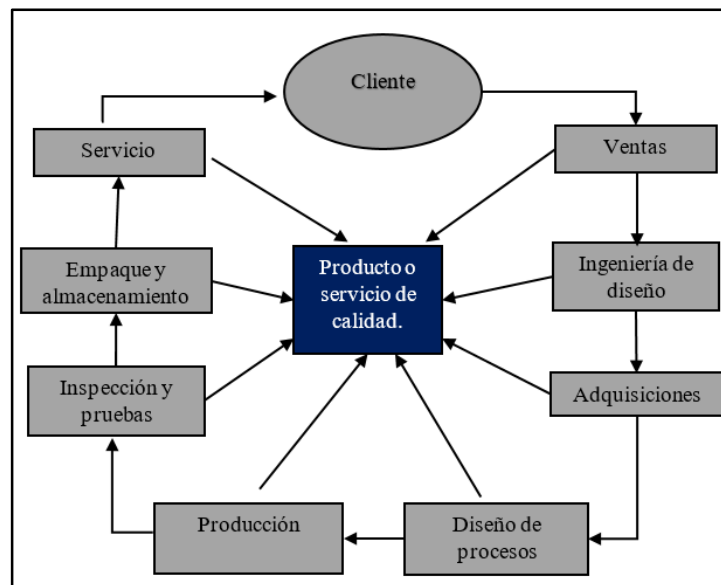 Cliente
Ventas
Ingeniería de
diseño
Adquisiciones
Diseño de
procesos
Producción
Inspección y
pruebas
Empaque y
almacenamiento
Servicio
Producto o
servicio de
calidad.